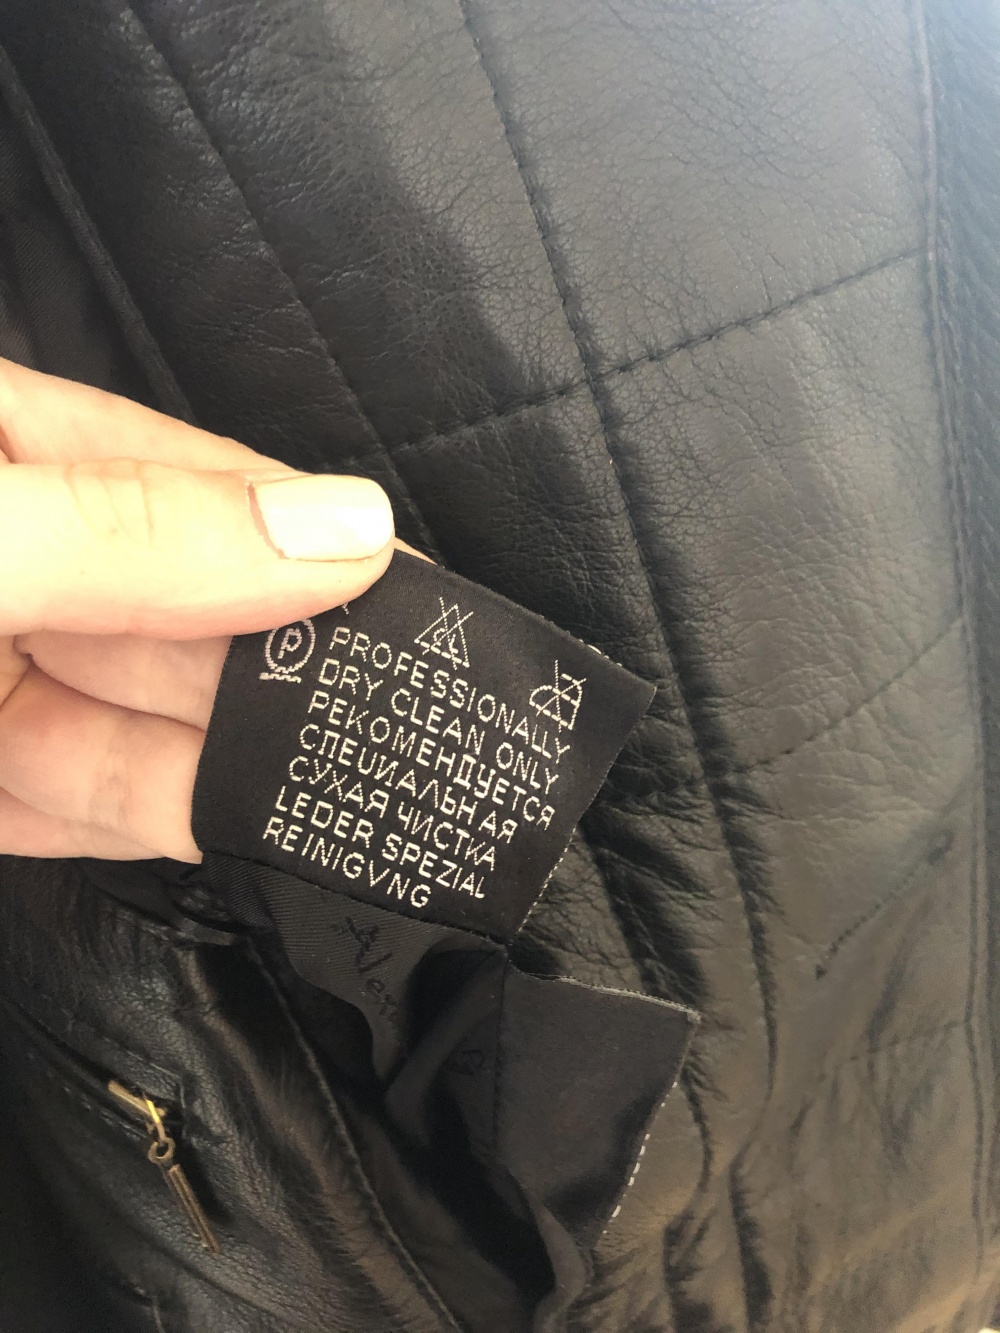 P
PROFESSIONALLY
DRY CLEAN ONLY
РЕКОМЕНДУЕТСЯ
СПЕЦИАЛЬНАЯ
СУХАЯ ЧИСТКА
LEDER SPEZIAL
REINIGVNG